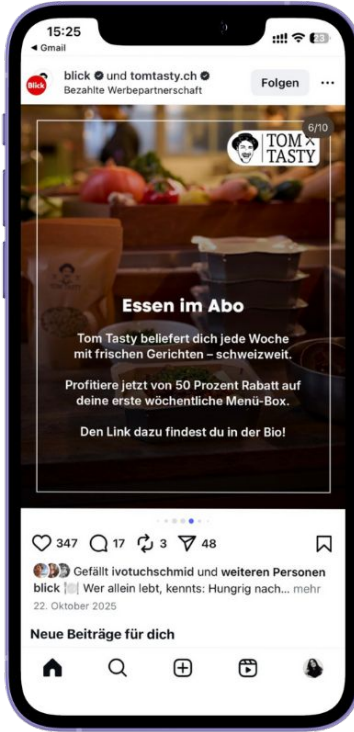 15:25
◀ Gmail
23
blick und tomtasty.ch
Bezahlte Werbepartnerschaft
Folgen
Blick
6/10
TOM
TASTY
Essen im Abo
Tom Tasty beliefert dich jede Woche
mit frischen Gerichten – schweizweit.
Profitiere jetzt von 50 Prozent Rabatt auf
deine erste wöchentliche Menü-Box.
Den Link dazu findest du in der Bio!
347 17 3 48
Gefällt ivotuchschmid und weiteren Personen
blick 🍽️ Wer allein lebt, kennts: Hungrig nach... mehr
22. Oktober 2025
Neue Beiträge für dich